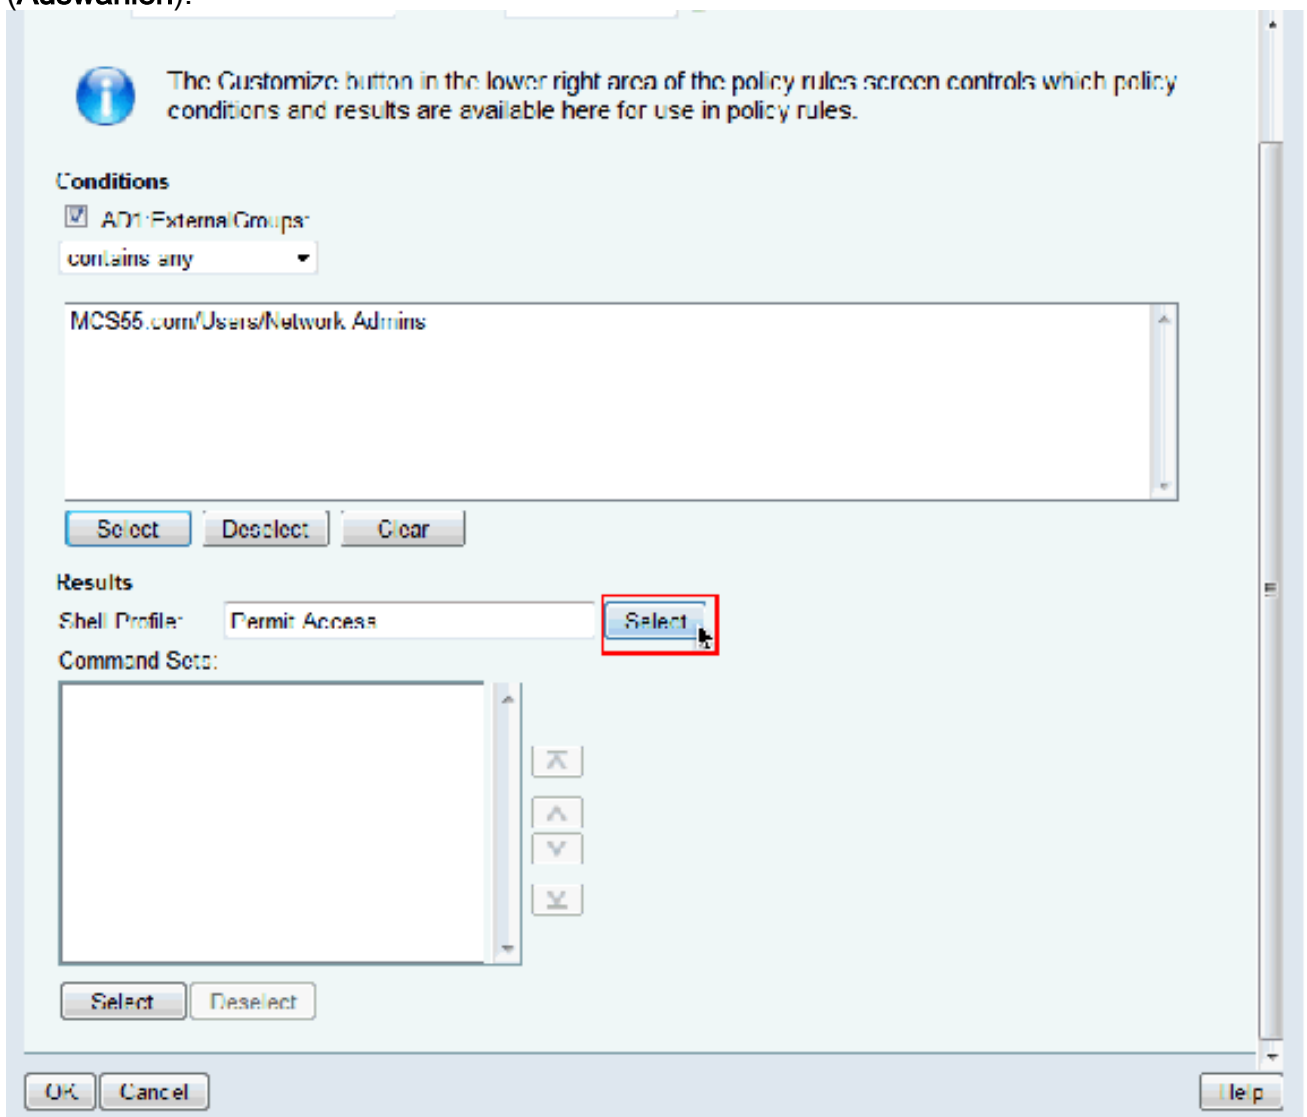 (Auswählen).
The Customize button in the lower right area of the policy rules screen controls which policy
conditions and results are available here for use in policy rules.
Conditions
AD1:ExternalGroups:
contains any
MCS55.com/Users/Network Admins
Select Deselect Clear
Results
Shell Profile: Permit Access Select
Command Sets:
Select Deselect
OK Cancel Help